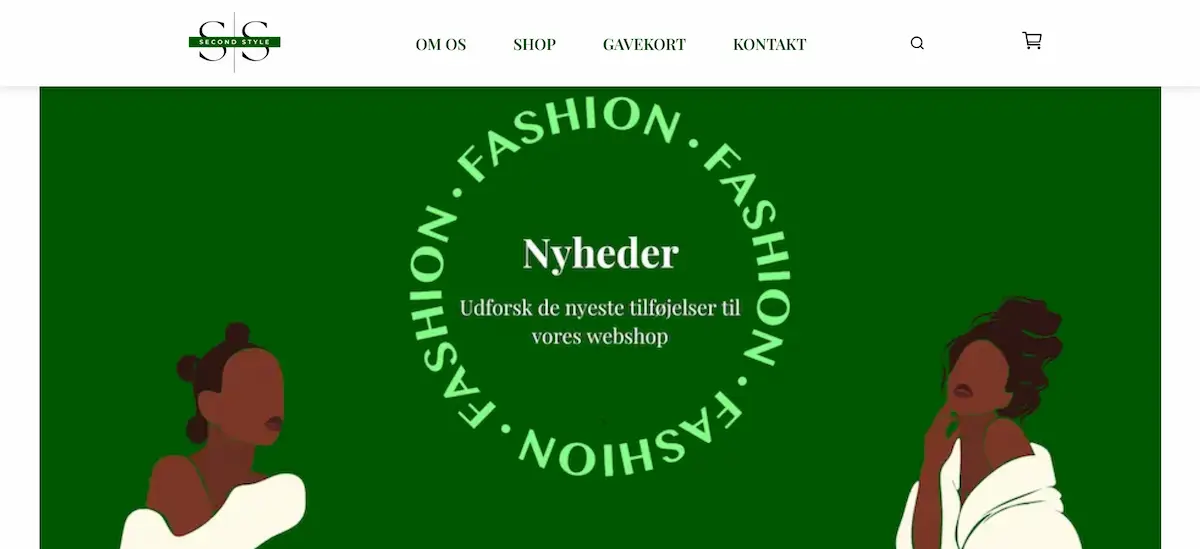 S|S
SECOND STYLE
OM OS SHOP GAVEKORT KONTAKT
FASHION · FASHION · FASHION · FASHION · FASHION ·
Nyheder
Udforsk de nyeste tilføjelser til
vores webshop